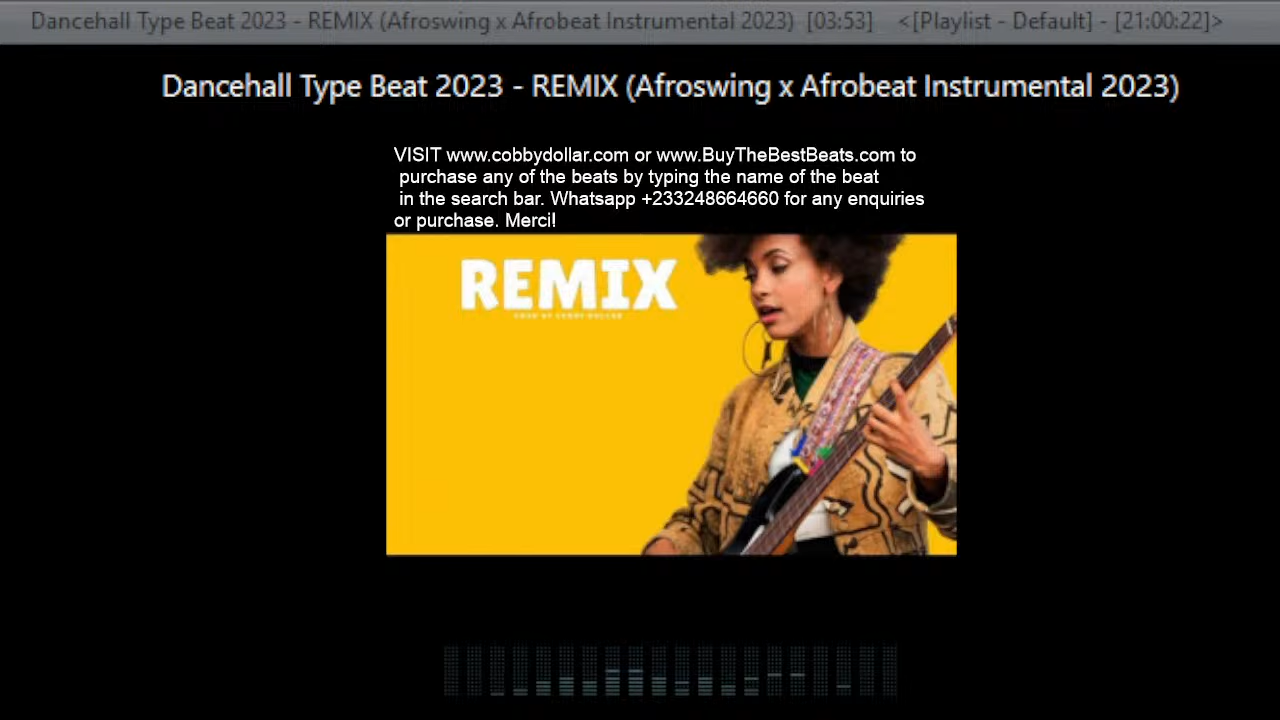 Dancehall Type Beat 2023 - REMIX (Afroswing x Afrobeat Instrumental 2023) [03:53] <[Playlist - Default] - [21:00:22]>
Dancehall Type Beat 2023 - REMIX (Afroswing x Afrobeat Instrumental 2023)
VISIT www.cobbydollar.com or www.BuyTheBestBeats.com to
purchase any of the beats by typing the name of the beat
in the search bar. Whatsapp +233248664660 for any enquiries
or purchase. Merci!
REMIX